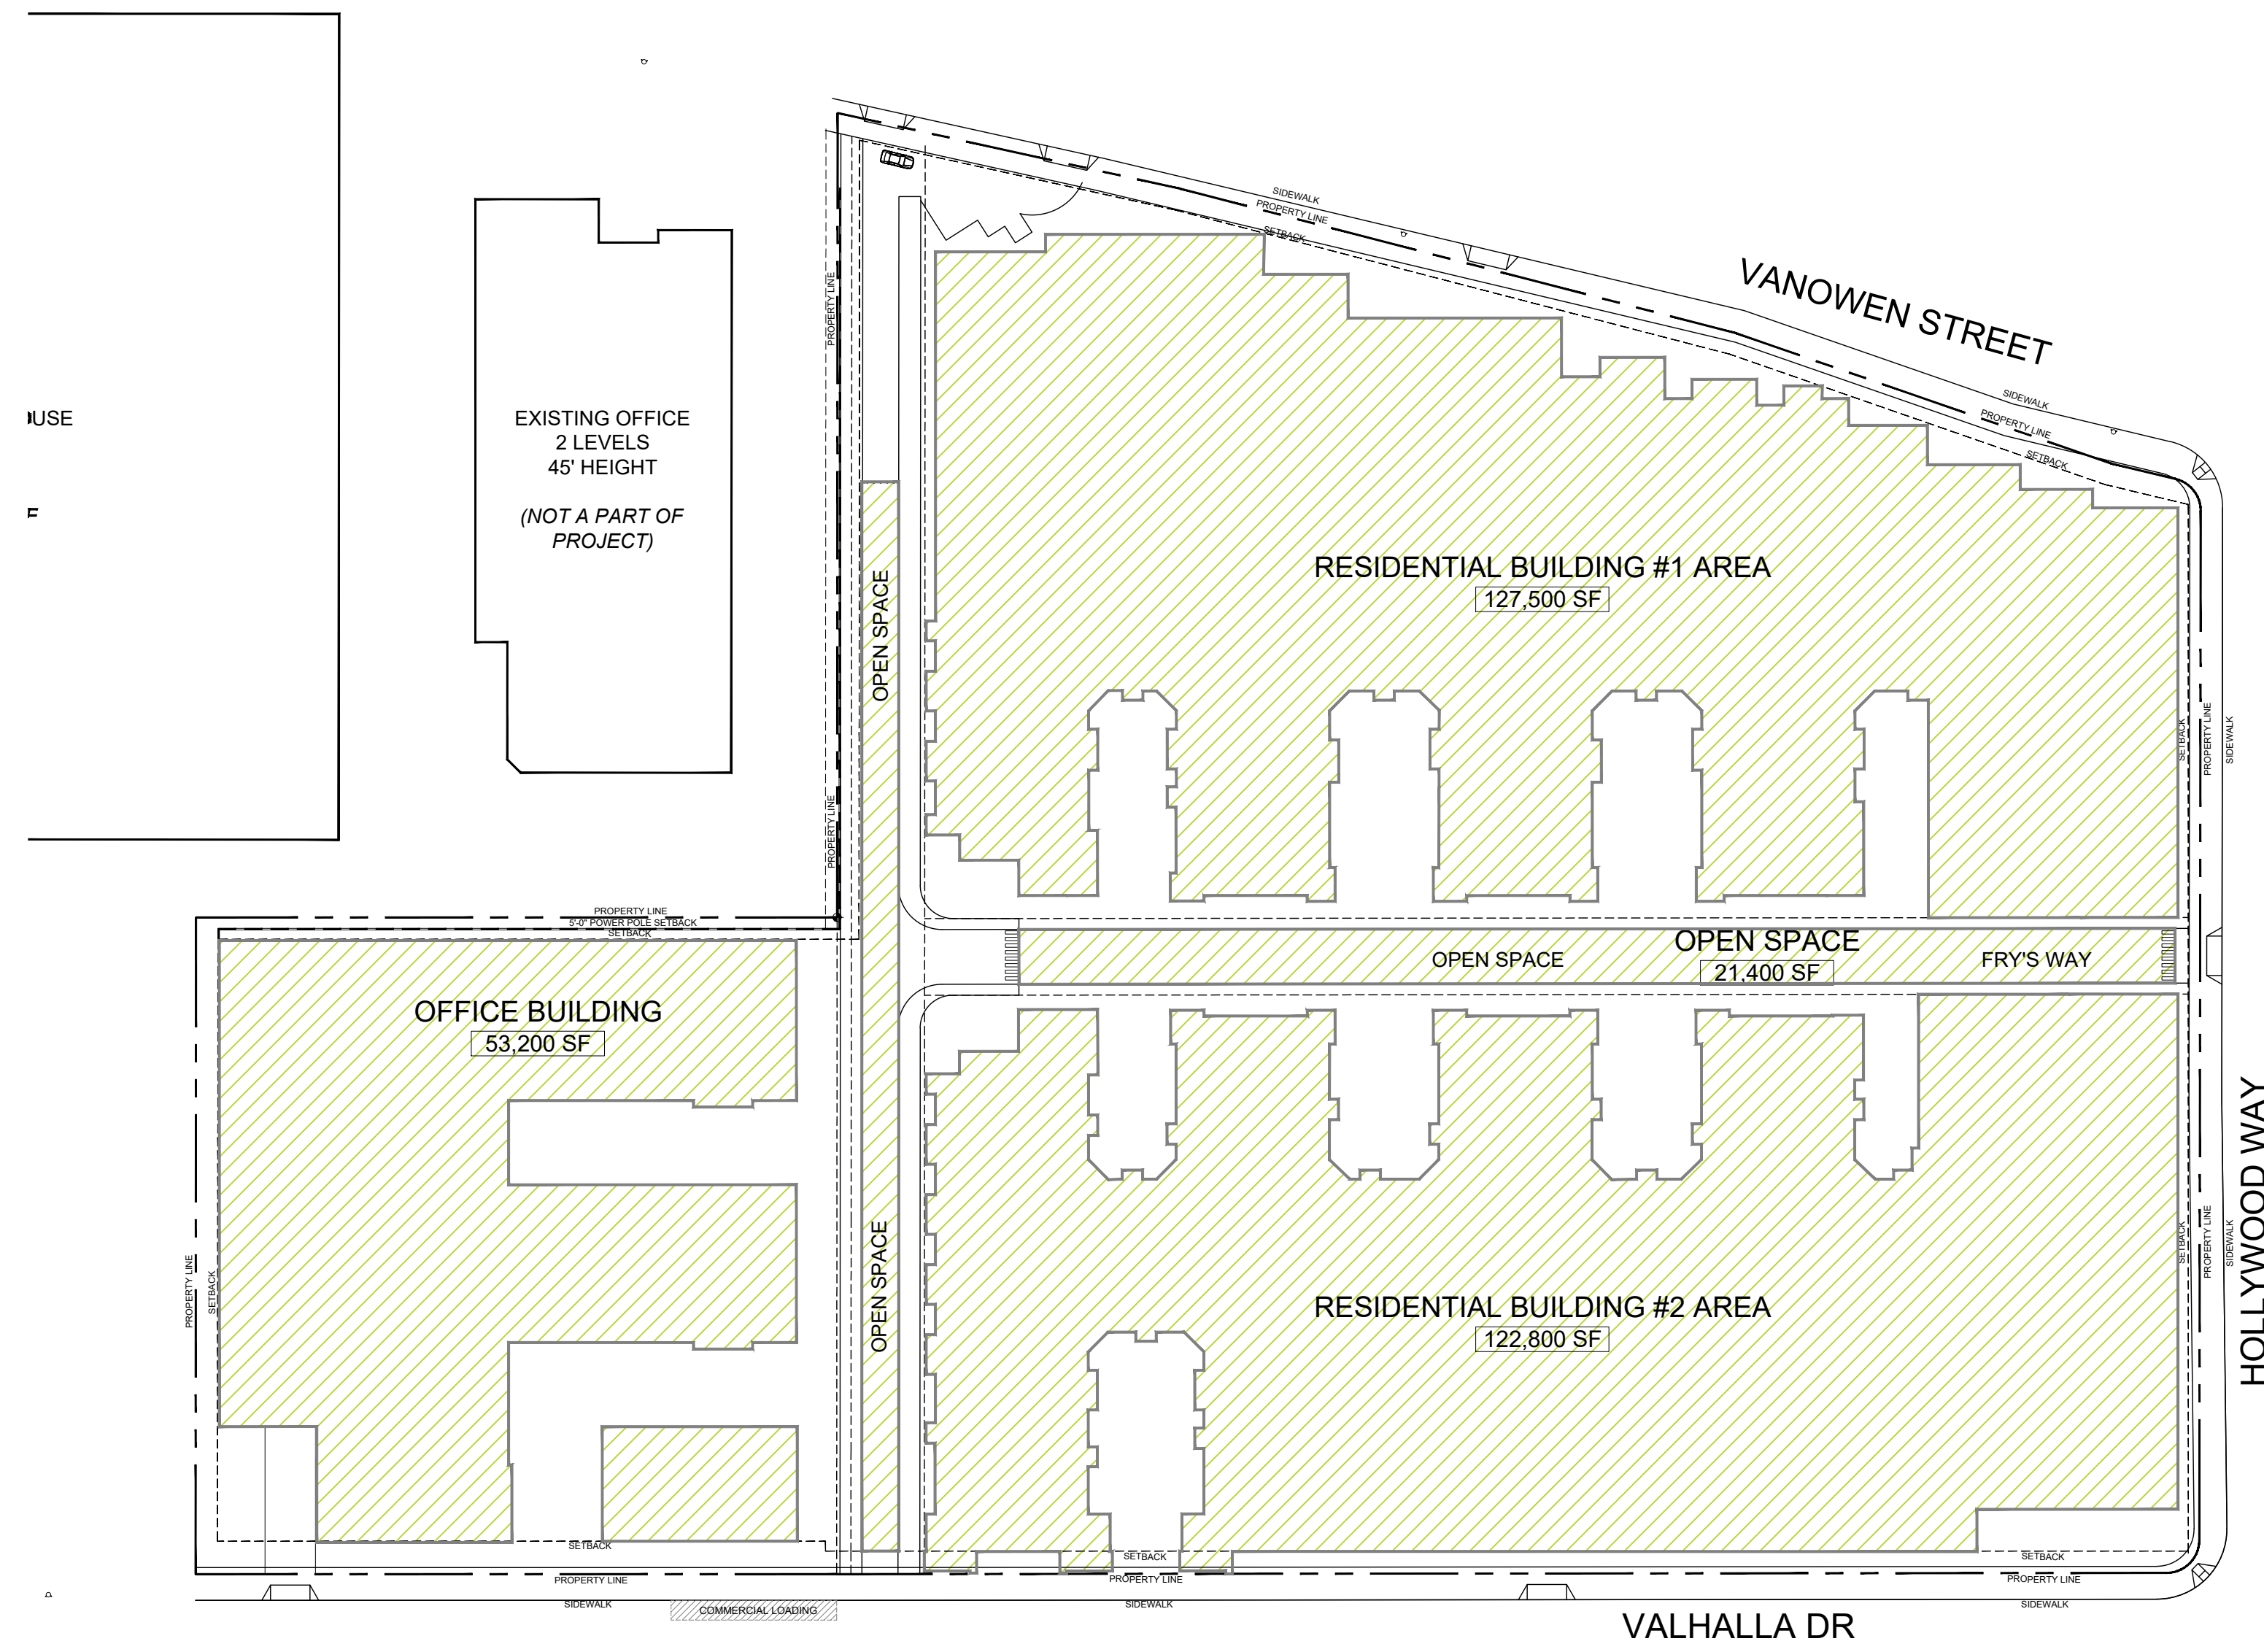 SIDEWALK
PROPERTY LINE
SETBACK
VANOWEN STREET
SIDEWALK
PROPERTY LINE
SETBACK
PROPERTY LINE
USE
EXISTING OFFICE
2 LEVELS
45' HEIGHT
(NOT A PART OF
PROJECT)
OPEN SPACE
RESIDENTIAL BUILDING #1 AREA
127,500 SF
SETBACK
PROPERTY LINE
SIDEWALK
PROPERTY LINE
PROPERTY LINE
5'-0" POWER POLE SETBACK
SETBACK
OPEN SPACE
OPEN SPACE
21,400 SF
FRY'S WAY
OFFICE BUILDING
53,200 SF
HOLLYWOOD WAY
PROPERTY LINE
SETBACK
OPEN SPACE
RESIDENTIAL BUILDING #2 AREA
122,800 SF
SETBACK
PROPERTY LINE
SIDEWALK
SETBACK
PROPERTY LINE
SIDEWALK
COMMERCIAL LOADING
SETBACK
PROPERTY LINE
SIDEWALK
SETBACK
PROPERTY LINE
SIDEWALK
VALHALLA DR